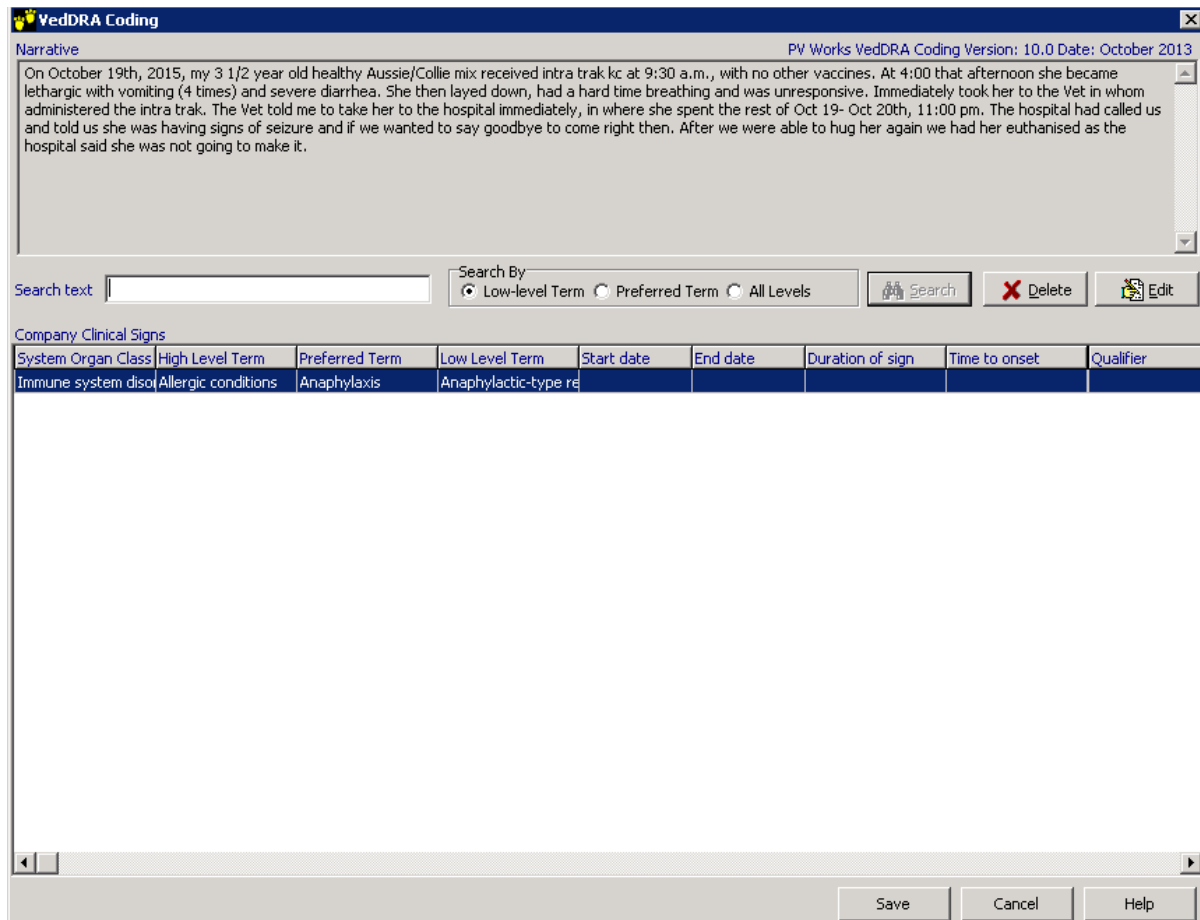 VedDRA Coding
Narrative PV Works VedDRA Coding Version: 10.0 Date: October 2013
On October 19th, 2015, my 3 1/2 year old healthy Aussie/Collie mix received intra trak kc at 9:30 a.m., with no other vaccines. At 4:00 that afternoon she became
lethargic with vomiting (4 times) and severe diarrhea. She then layed down, had a hard time breathing and was unresponsive. Immediately took her to the Vet in whom
administered the intra trak. The Vet told me to take her to the hospital immediately, in where she spent the rest of Oct 19- Oct 20th, 11:00 pm. The hospital had called us
and told us she was having signs of seizure and if we wanted to say goodbye to come right then. After we were able to hug her again we had her euthanised as the
hospital said she was not going to make it.
Search By
Search text Low-level Term Preferred Term All Levels Search Delete Edit
Company Clinical Signs
System Organ Class High Level Term Preferred Term Low Level Term Start date End date Duration of sign Time to onset Qualifier
Immune system disor Allergic conditions Anaphylaxis Anaphylactic-type re
Save Cancel Help